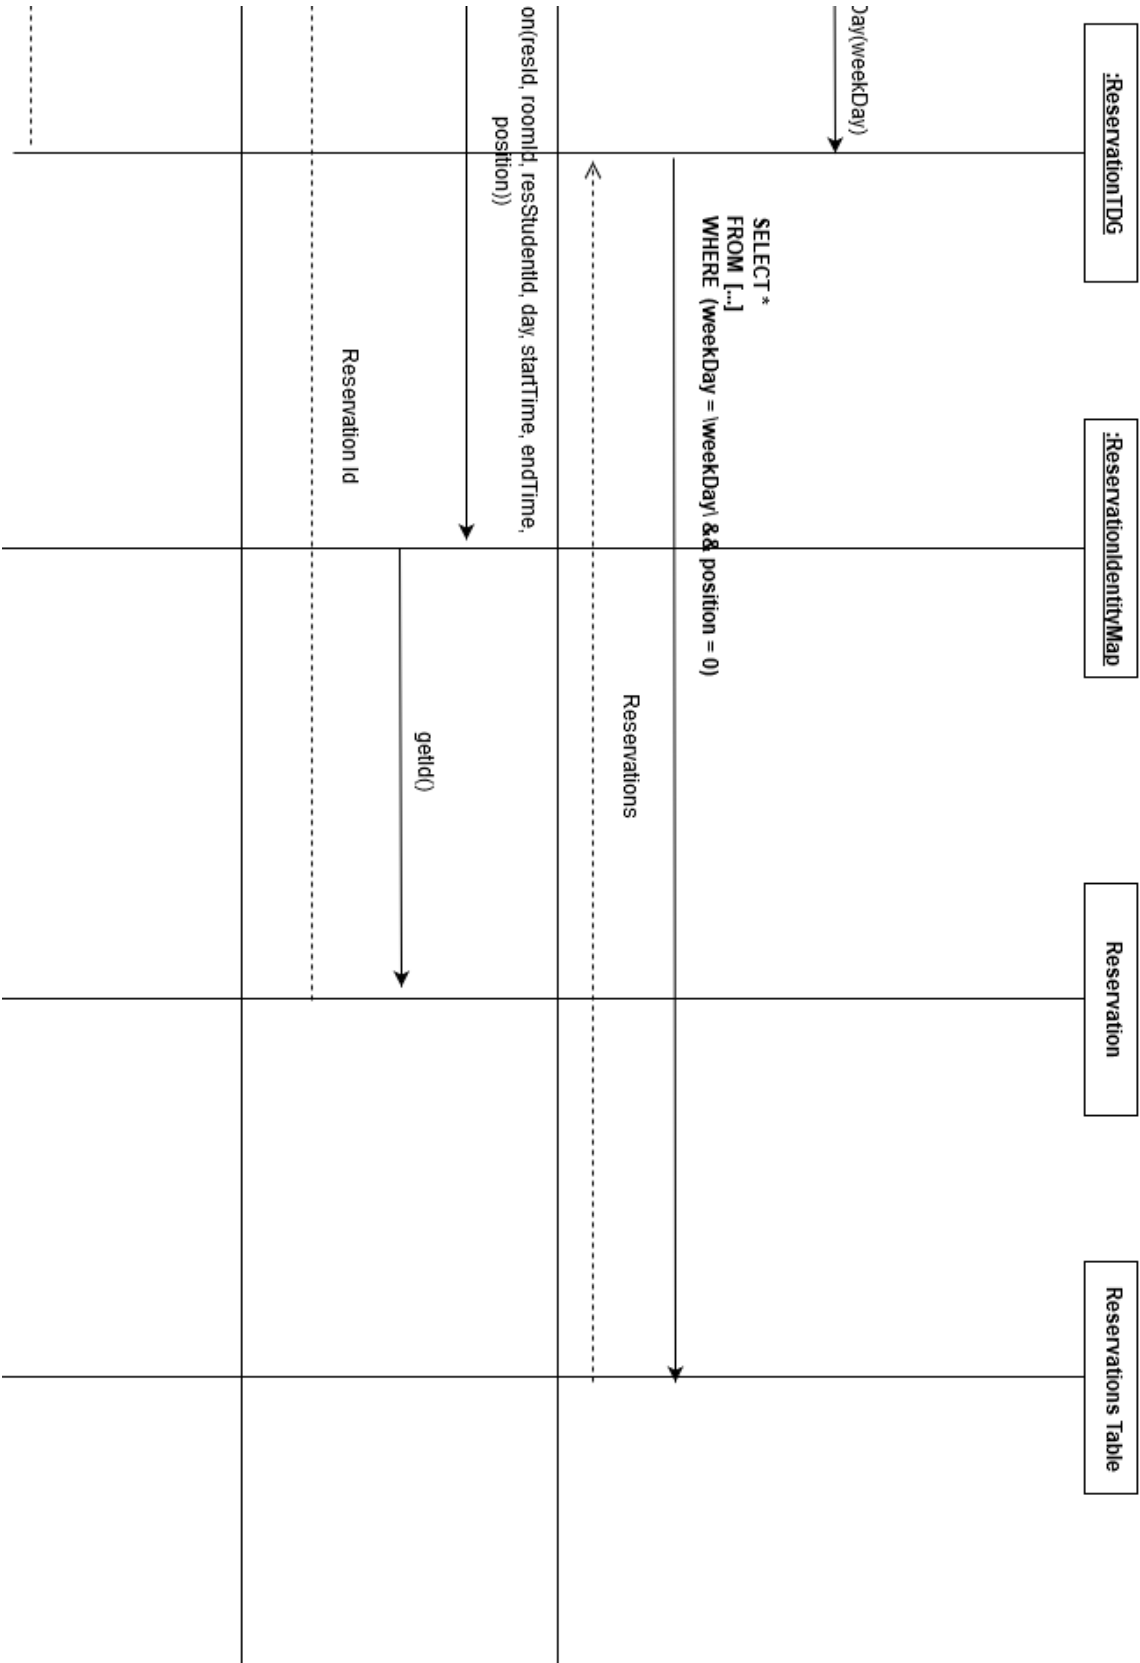 :ReservationTDG
:ReservationIdentityMap
Reservation
Reservations Table
Day(weekDay)
SELECT *
FROM [...]
WHERE (weekDay = \weekDay\ && position = 0)
Reservations
on(resId, roomId, resStudentId, day, startTime, endTime,
position))
getId()
Reservation Id